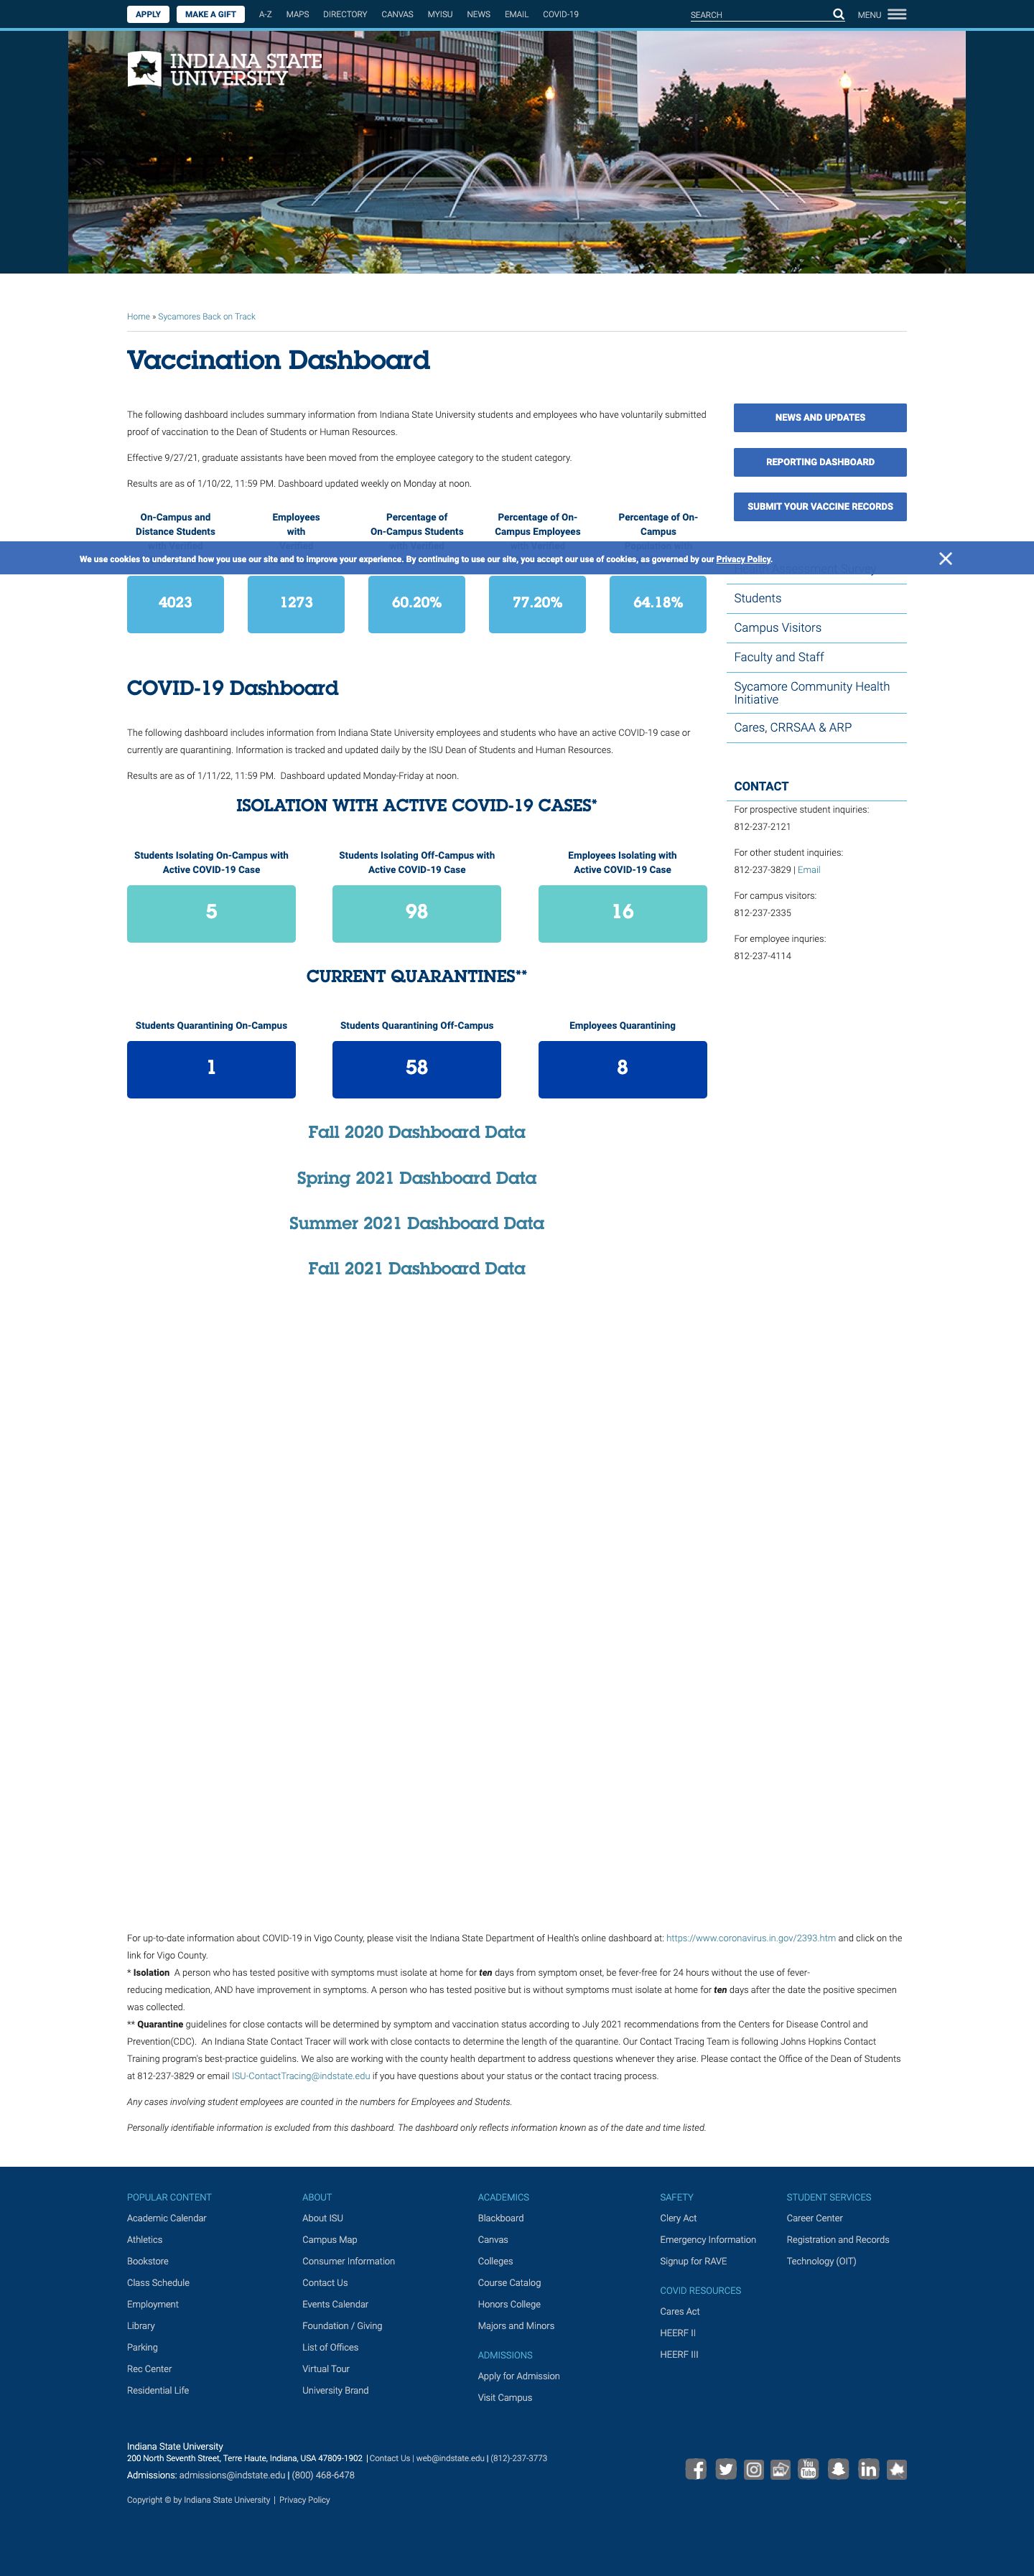 APPLY MAKE A GIFT A-Z MAPS DIRECTORY CANVAS MYISU NEWS EMAIL COVID-19 SEARCH MENU
INDIANA STATE
UNIVERSITY
Home » Sycamores Back on Track
Vaccination Dashboard
The following dashboard includes summary information from Indiana State University students and employees who have voluntarily submitted
proof of vaccination to the Dean of Students or Human Resources.
Effective 9/27/21, graduate assistants have been moved from the employee category to the student category.
Results are as of 1/10/22, 11:59 PM. Dashboard updated weekly on Monday at noon.
On-Campus and
Distance Students
Employees
with
Percentage of
On-Campus Students
Percentage of On-
Campus Employees
Percentage of On-
Campus
We use cookies to understand how you use our site and to improve your experience. By continuing to use our site, you accept our use of cookies, as governed by our Privacy Policy.
4023
1273
60.20%
77.20%
64.18%
COVID-19 Dashboard
The following dashboard includes information from Indiana State University employees and students who have an active COVID-19 case or
currently are quarantining. Information is tracked and updated daily by the ISU Dean of Students and Human Resources.
Results are as of 1/11/22, 11:59 PM. Dashboard updated Monday-Friday at noon.
ISOLATION WITH ACTIVE COVID-19 CASES*
Students Isolating On-Campus with
Active COVID-19 Case
5
Students Isolating Off-Campus with
Active COVID-19 Case
98
Employees Isolating with
Active COVID-19 Case
16
CURRENT QUARANTINES**
Students Quarantining On-Campus
1
Students Quarantining Off-Campus
58
Employees Quarantining
8
Fall 2020 Dashboard Data
Spring 2021 Dashboard Data
Summer 2021 Dashboard Data
Fall 2021 Dashboard Data
NEWS AND UPDATES
REPORTING DASHBOARD
SUBMIT YOUR VACCINE RECORDS
Students
Campus Visitors
Faculty and Staff
Sycamore Community Health
Initiative
Cares, CRRSAA & ARP
CONTACT
For prospective student inquiries:
812-237-2121
For other student inquiries:
812-237-3829 | Email
For campus visitors:
812-237-2335
For employee inquries:
812-237-4114
For up-to-date information about COVID-19 in Vigo County, please visit the Indiana State Department of Health's online dashboard at: https://www.coronavirus.in.gov/2393.htm and click on the
link for Vigo County.
* Isolation A person who has tested positive with symptoms must isolate at home for ten days from symptom onset, be fever-free for 24 hours without the use of fever-
reducing medication, AND have improvement in symptoms. A person who has tested positive but is without symptoms must isolate at home for ten days after the date the positive specimen
was collected.
** Quarantine guidelines for close contacts will be determined by symptom and vaccination status according to July 2021 recommendations from the Centers for Disease Control and
Prevention(CDC). An Indiana State Contact Tracer will work with close contacts to determine the length of the quarantine. Our Contact Tracing Team is following Johns Hopkins Contact
Training program's best-practice guidelins. We also are working with the county health department to address questions whenever they arise. Please contact the Office of the Dean of Students
at 812-237-3829 or email ISU-ContactTracing@indstate.edu if you have questions about your status or the contact tracing process.
Any cases involving student employees are counted in the numbers for Employees and Students.
Personally identifiable information is excluded from this dashboard. The dashboard only reflects information known as of the date and time listed.
POPULAR CONTENT
Academic Calendar
Athletics
Bookstore
Class Schedule
Employment
Library
Parking
Rec Center
Residential Life
ABOUT
About ISU
Campus Map
Consumer Information
Contact Us
Events Calendar
Foundation / Giving
List of Offices
Virtual Tour
University Brand
ACADEMICS
Blackboard
Canvas
Colleges
Course Catalog
Honors College
Majors and Minors
ADMISSIONS
Apply for Admission
Visit Campus
SAFETY
Clery Act
Emergency Information
Signup for RAVE
COVID RESOURCES
Cares Act
HEERF II
HEERF III
STUDENT SERVICES
Career Center
Registration and Records
Technology (OIT)
Indiana State University
200 North Seventh Street, Terre Haute, Indiana, USA 47809-1902 | Contact Us | web@indstate.edu | (812)-237-3773
Admissions: admissions@indstate.edu | (800) 468-6478
Copyright © by Indiana State University | Privacy Policy